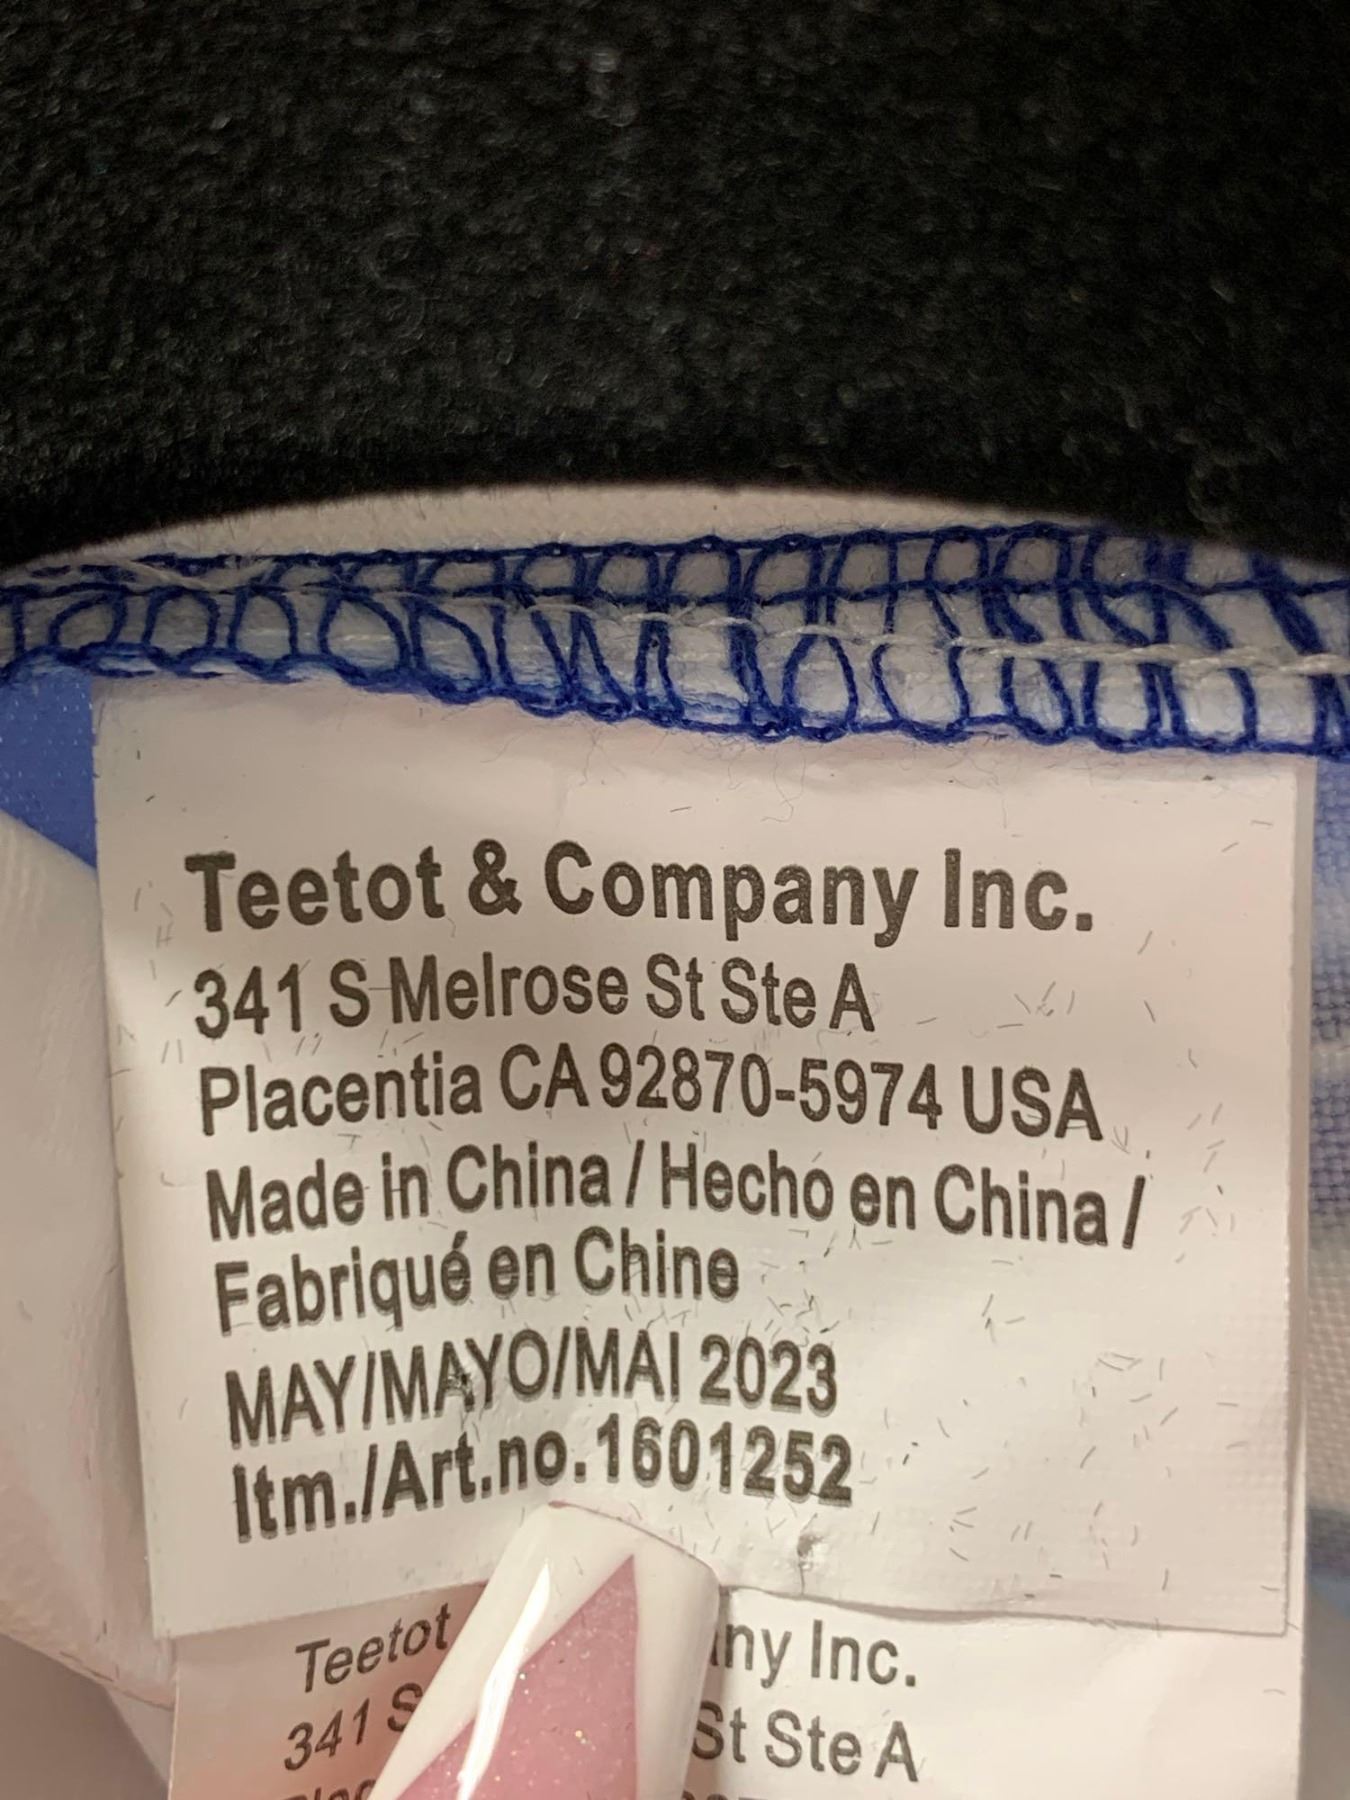 Teetot & Company Inc.
341 S Melrose St Ste A
Placentia CA 92870-5974 USA
Made in China / Hecho en China /
Fabriqué en Chine
MAY/MAYO/MAI 2023
Itm./Art.no.1601252
Teetot ny Inc.
341 S St Ste A